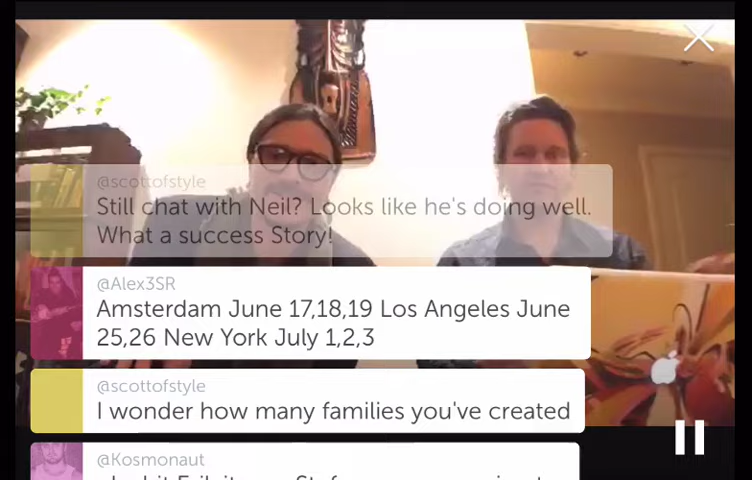 @scottofstyle
Still chat with Neil? Looks like he's doing well.
What a success Story!
@Alex3SR
Amsterdam June 17,18,19 Los Angeles June
25,26 New York July 1,2,3
@scottofstyle
I wonder how many families you've created
@Kosmonaut